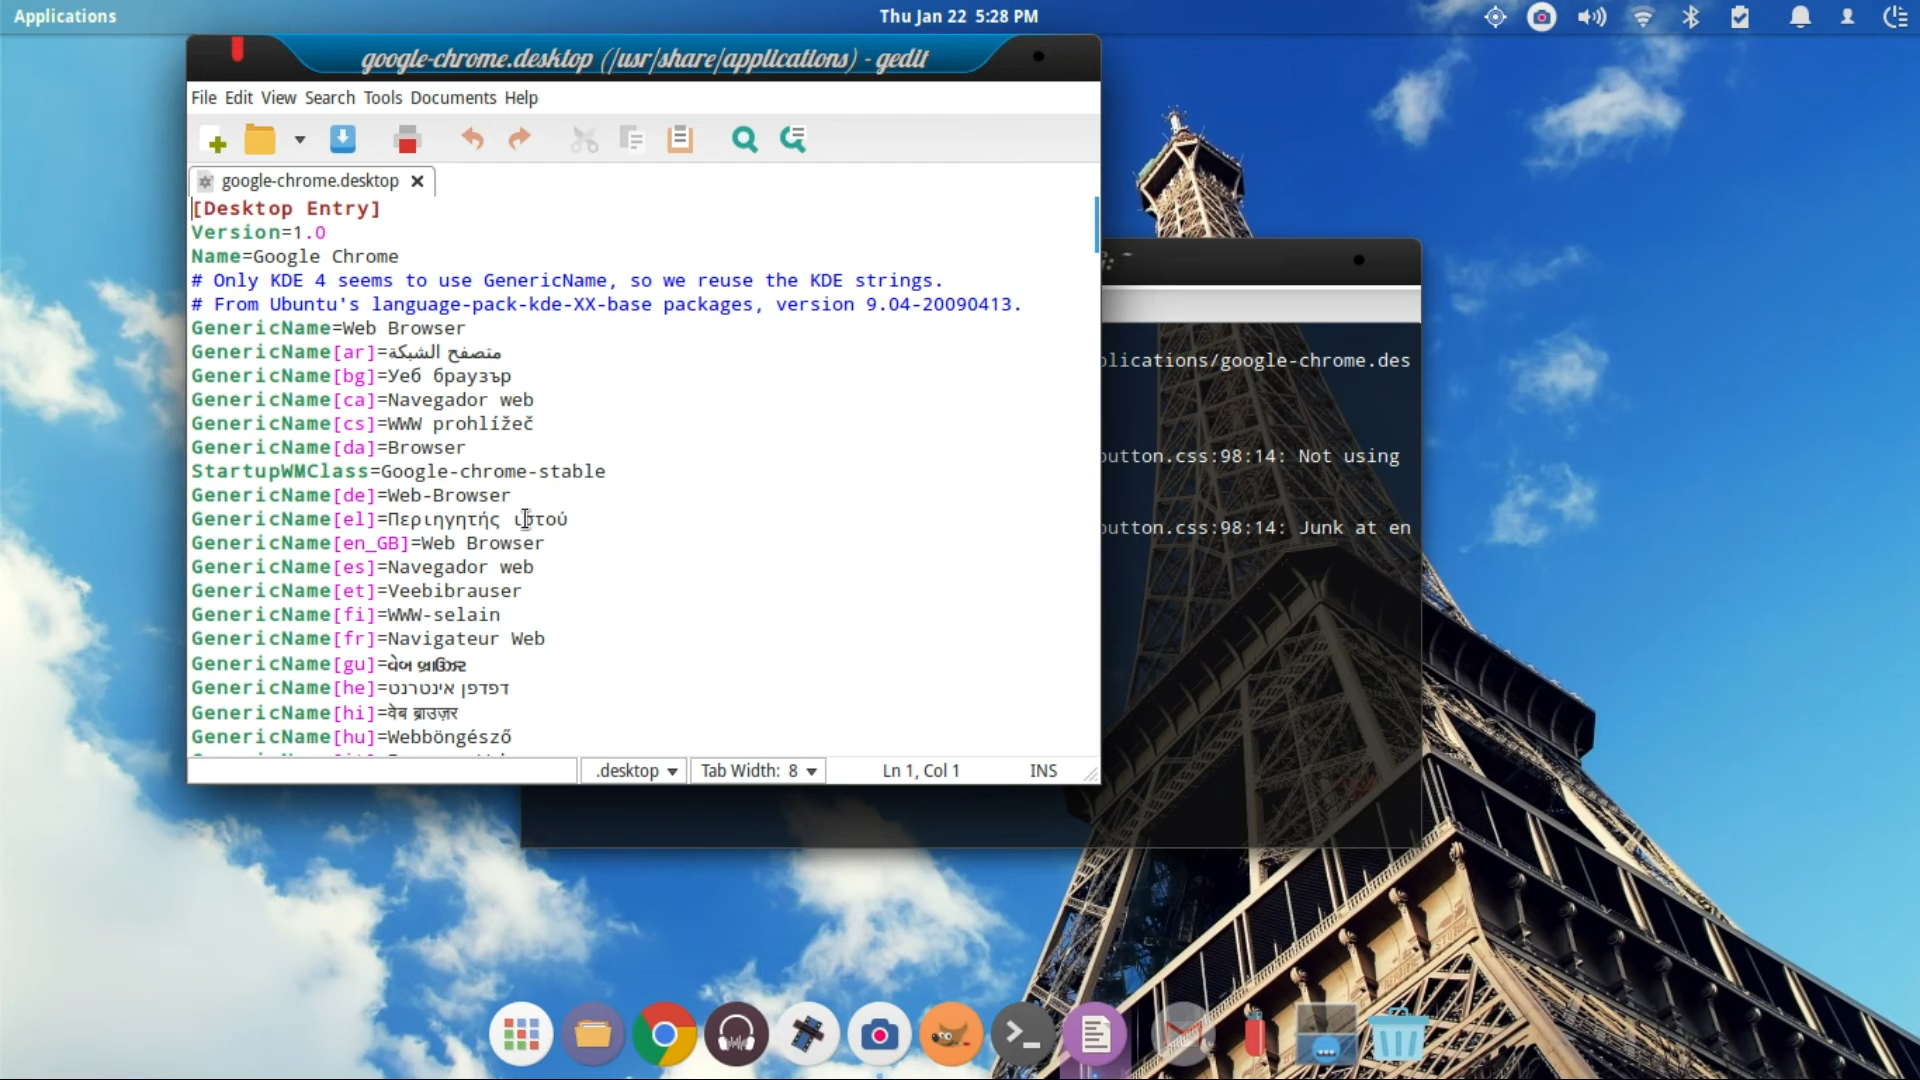 Applications
Thu Jan 22 5:28 PM
google-chrome.desktop (/usr/share/applications) - gedit
File Edit View Search Tools Documents Help
google-chrome.desktop
[Desktop Entry]
Version=1.0
Name=Google Chrome
# Only KDE 4 seems to use GenericName, so we reuse the KDE strings.
# From Ubuntu's language-pack-kde-XX-base packages, version 9.04-20090413.
GenericName=Web Browser
GenericName[ar]=متصفح الشبكة
GenericName[bg]=Уеб браузър
GenericName[ca]=Navegador web
GenericName[cs]=WWW prohlížeč
GenericName[da]=Browser
StartupWMClass=Google-chrome-stable
GenericName[de]=Web-Browser
GenericName[el]=Περιηγητής ιστού
GenericName[en_GB]=Web Browser
GenericName[es]=Navegador web
GenericName[et]=Veebibrauser
GenericName[fi]=WWW-selain
GenericName[fr]=Navigateur Web
GenericName[gu]=વેબ બ્રાઉઝર
GenericName[he]=דפדפן אינטרנט
GenericName[hi]=वेब ब्राउज़र
GenericName[hu]=Webböngésző
.desktop
Tab Width: 8
Ln 1, Col 1
INS
plications/google-chrome.des
button.css:98:14: Not using
button.css:98:14: Junk at en